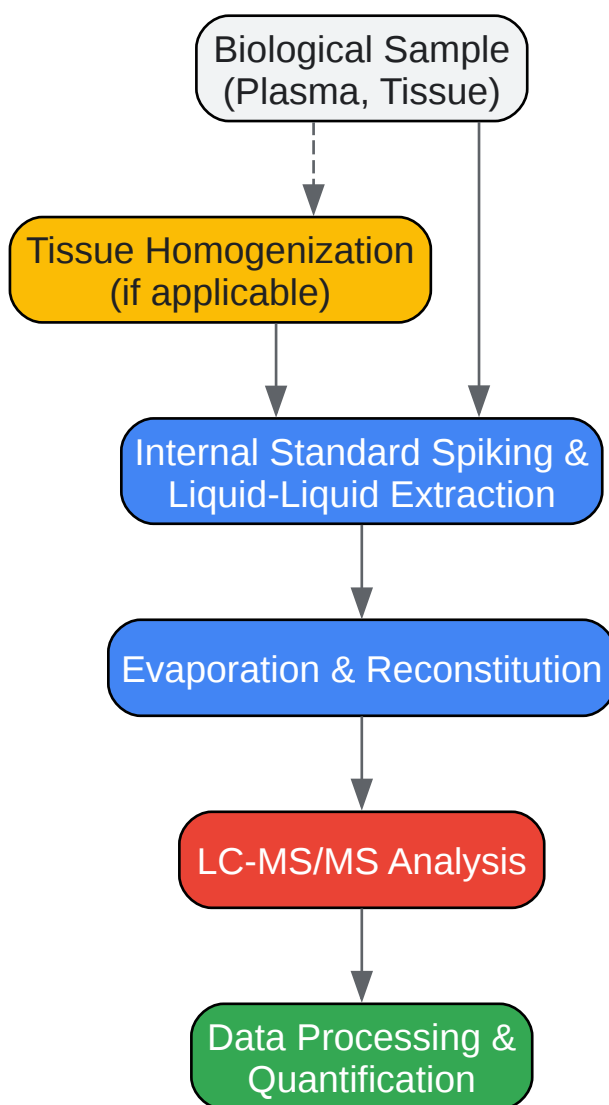 Biological Sample
(Plasma, Tissue)
Tissue Homogenization
(if applicable)
Internal Standard Spiking &
Liquid-Liquid Extraction
Evaporation & Reconstitution
LC-MS/MS Analysis
Data Processing &
Quantification